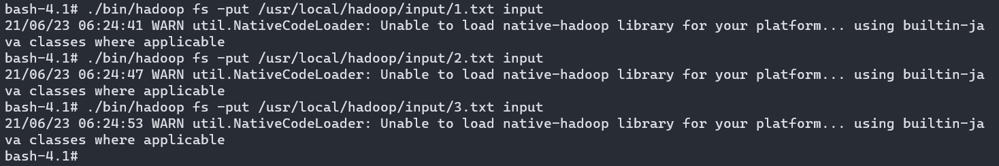 bash-4.1# ./bin/hadoop fs -put /usr/local/hadoop/input/1.txt input
21/06/23 06:24:41 WARN util.NativeCodeLoader: Unable to load native-hadoop library for your platform... using builtin-ja
va classes where applicable
bash-4.1# ./bin/hadoop fs -put /usr/local/hadoop/input/2.txt input
21/06/23 06:24:47 WARN util.NativeCodeLoader: Unable to load native-hadoop library for your platform... using builtin-ja
va classes where applicable
bash-4.1# ./bin/hadoop fs -put /usr/local/hadoop/input/3.txt input
21/06/23 06:24:53 WARN util.NativeCodeLoader: Unable to load native-hadoop library for your platform... using builtin-ja
va classes where applicable
bash-4.1#